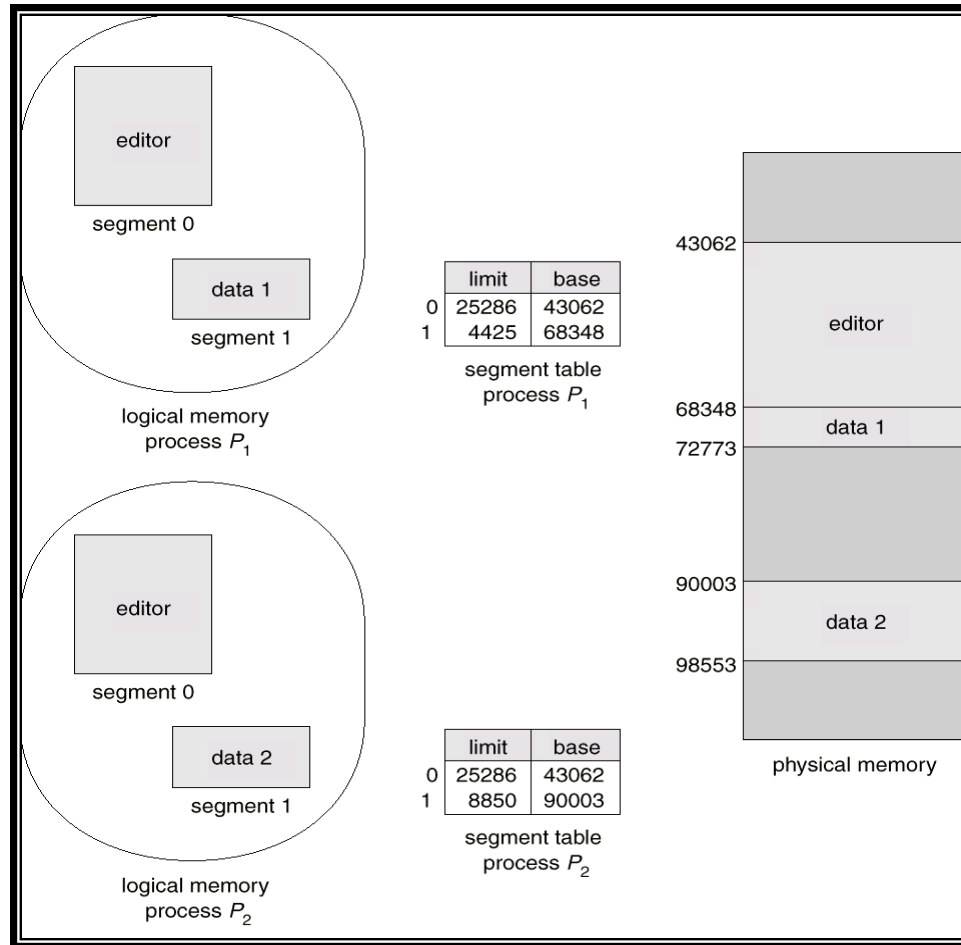 editor
segment 0
data 1
segment 1
logical memory
process P1
limit base
0 25286 43062
1 4425 68348
segment table
process P1
43062
editor
68348
data 1
72773
90003
data 2
98553
physical memory
editor
segment 0
data 2
segment 1
logical memory
process P2
limit base
0 25286 43062
1 8850 90003
segment table
process P2